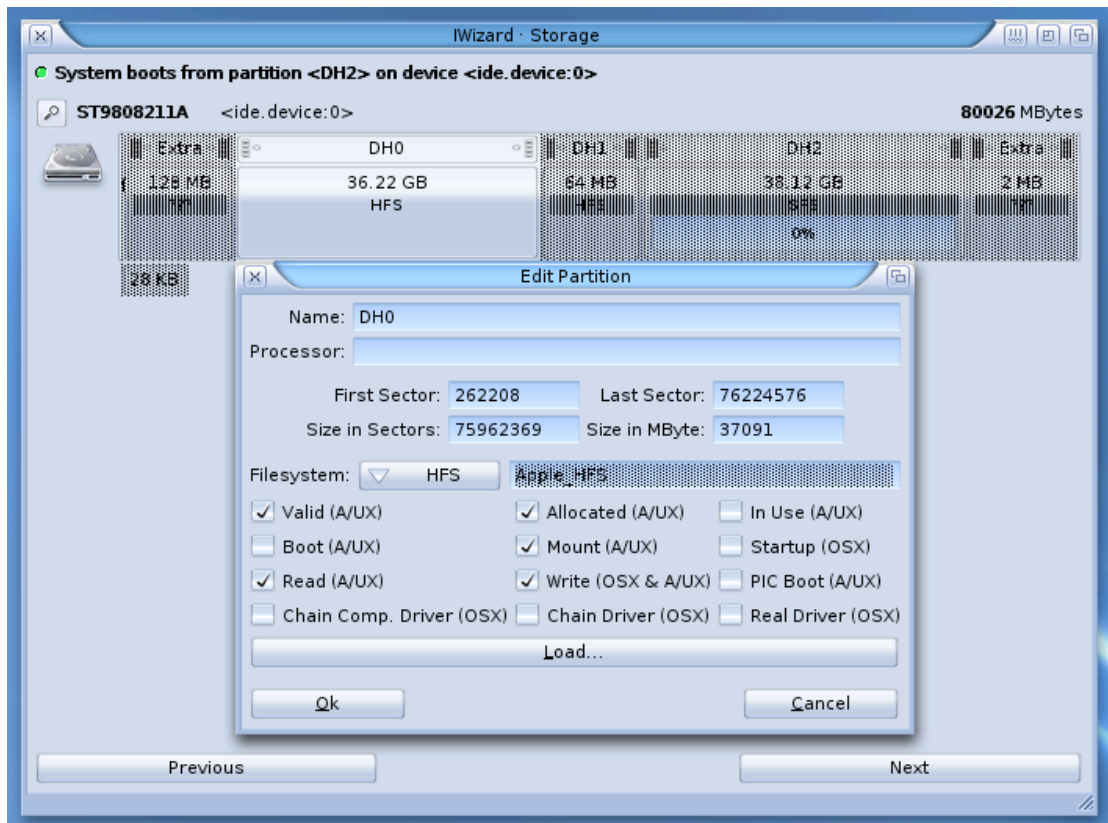 IWizard · Storage
System boots from partition <DH2> on device <ide.device:0>
ST9808211A <ide.device:0> 80026 MBytes
Extra DH0 DH1 DH2 Extra
128 MB 36.22 GB 64 MB 38.12 GB 2 MB
??? HFS HFS SFS ???
0%
28 KB
Edit Partition
Name: DH0
Processor:
First Sector: 262208 Last Sector: 76224576
Size in Sectors: 75962369 Size in MByte: 37091
Filesystem: HFS Apple_HFS
Valid (A/UX) Allocated (A/UX) In Use (A/UX)
Boot (A/UX) Mount (A/UX) Startup (OSX)
Read (A/UX) Write (OSX & A/UX) PIC Boot (A/UX)
Chain Comp. Driver (OSX) Chain Driver (OSX) Real Driver (OSX)
Load...
Ok Cancel
Previous Next